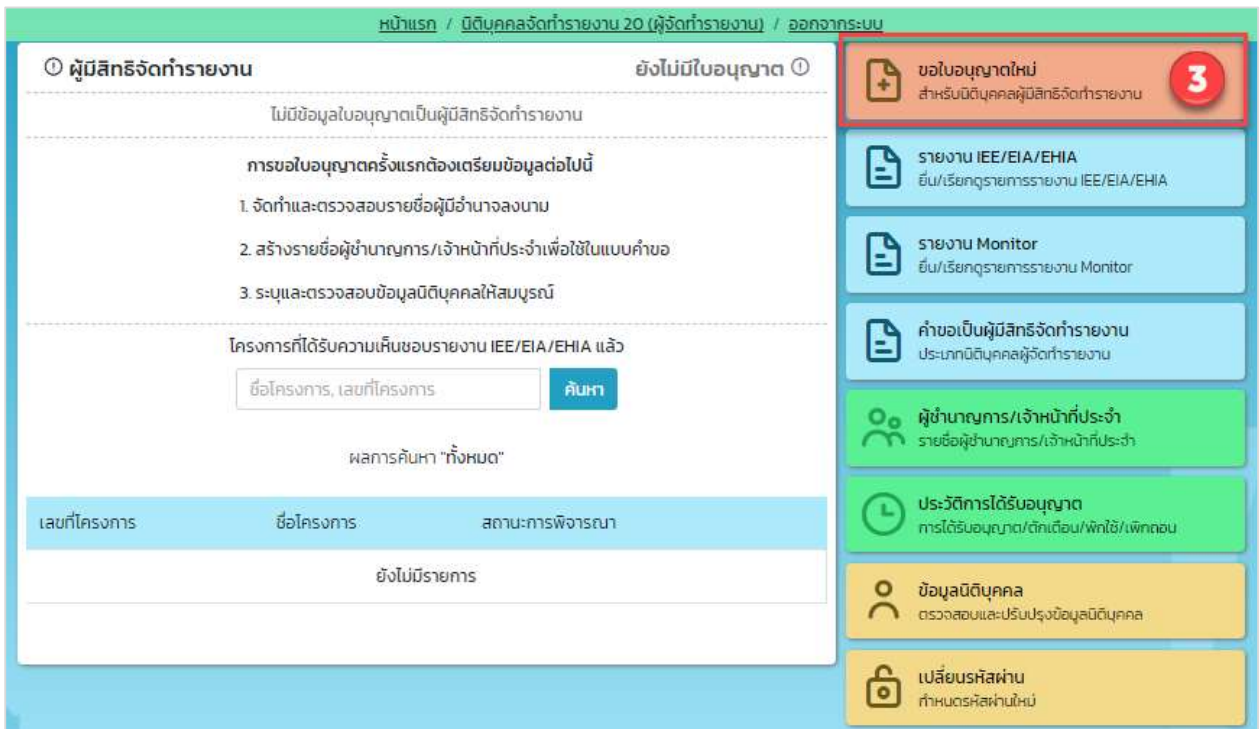 หน้าแรก / นิติบุคคลจัดทำรายงาน 20 (ผู้จัดทำรายงาน) / ออกจากระบบ
ผู้มีสิทธิจัดทำรายงาน
ยังไม่มีใบอนุญาต
ไม่มีข้อมูลใบอนุญาตเป็นผู้มีสิทธิจัดทำรายงาน
การขอใบอนุญาตครั้งแรกต้องเตรียมข้อมูลต่อไปนี้
1. จัดทำและตรวจสอบรายชื่อผู้มีอำนาจลงนาม
2. สร้างรายชื่อผู้ชำนาญการ/เจ้าหน้าที่ประจำเพื่อใช้ในแบบคำขอ
3. ระบุและตรวจสอบข้อมูลนิติบุคคลให้สมบูรณ์
โครงการที่ได้รับความเห็นชอบรายงาน IEE/EIA/EHIA แล้ว
ชื่อโครงการ, เลขที่โครงการ
ค้นหา
ผลการค้นหา "ทั้งหมด"
เลขที่โครงการ ชื่อโครงการ สถานะการพิจารณา
ยังไม่มีรายการ
ขอใบอนุญาตใหม่
สำหรับนิติบุคคลผู้มีสิทธิจัดทำรายงาน
3
รายงาน IEE/EIA/EHIA
ยื่น/เรียกดูรายการรายงาน IEE/EIA/EHIA
รายงาน Monitor
ยื่น/เรียกดูรายการรายงาน Monitor
คำขอเป็นผู้มีสิทธิจัดทำรายงาน
ประเภทนิติบุคคลผู้จัดทำรายงาน
ผู้ชำนาญการ/เจ้าหน้าที่ประจำ
รายชื่อผู้ชำนาญการ/เจ้าหน้าที่ประจำ
ประวัติการได้รับอนุญาต
การได้รับอนุญาต/ตักเตือน/พักใช้/เพิกถอน
ข้อมูลนิติบุคคล
ตรวจสอบและปรับปรุงข้อมูลนิติบุคคล
เปลี่ยนรหัสผ่าน
กำหนดรหัสผ่านใหม่